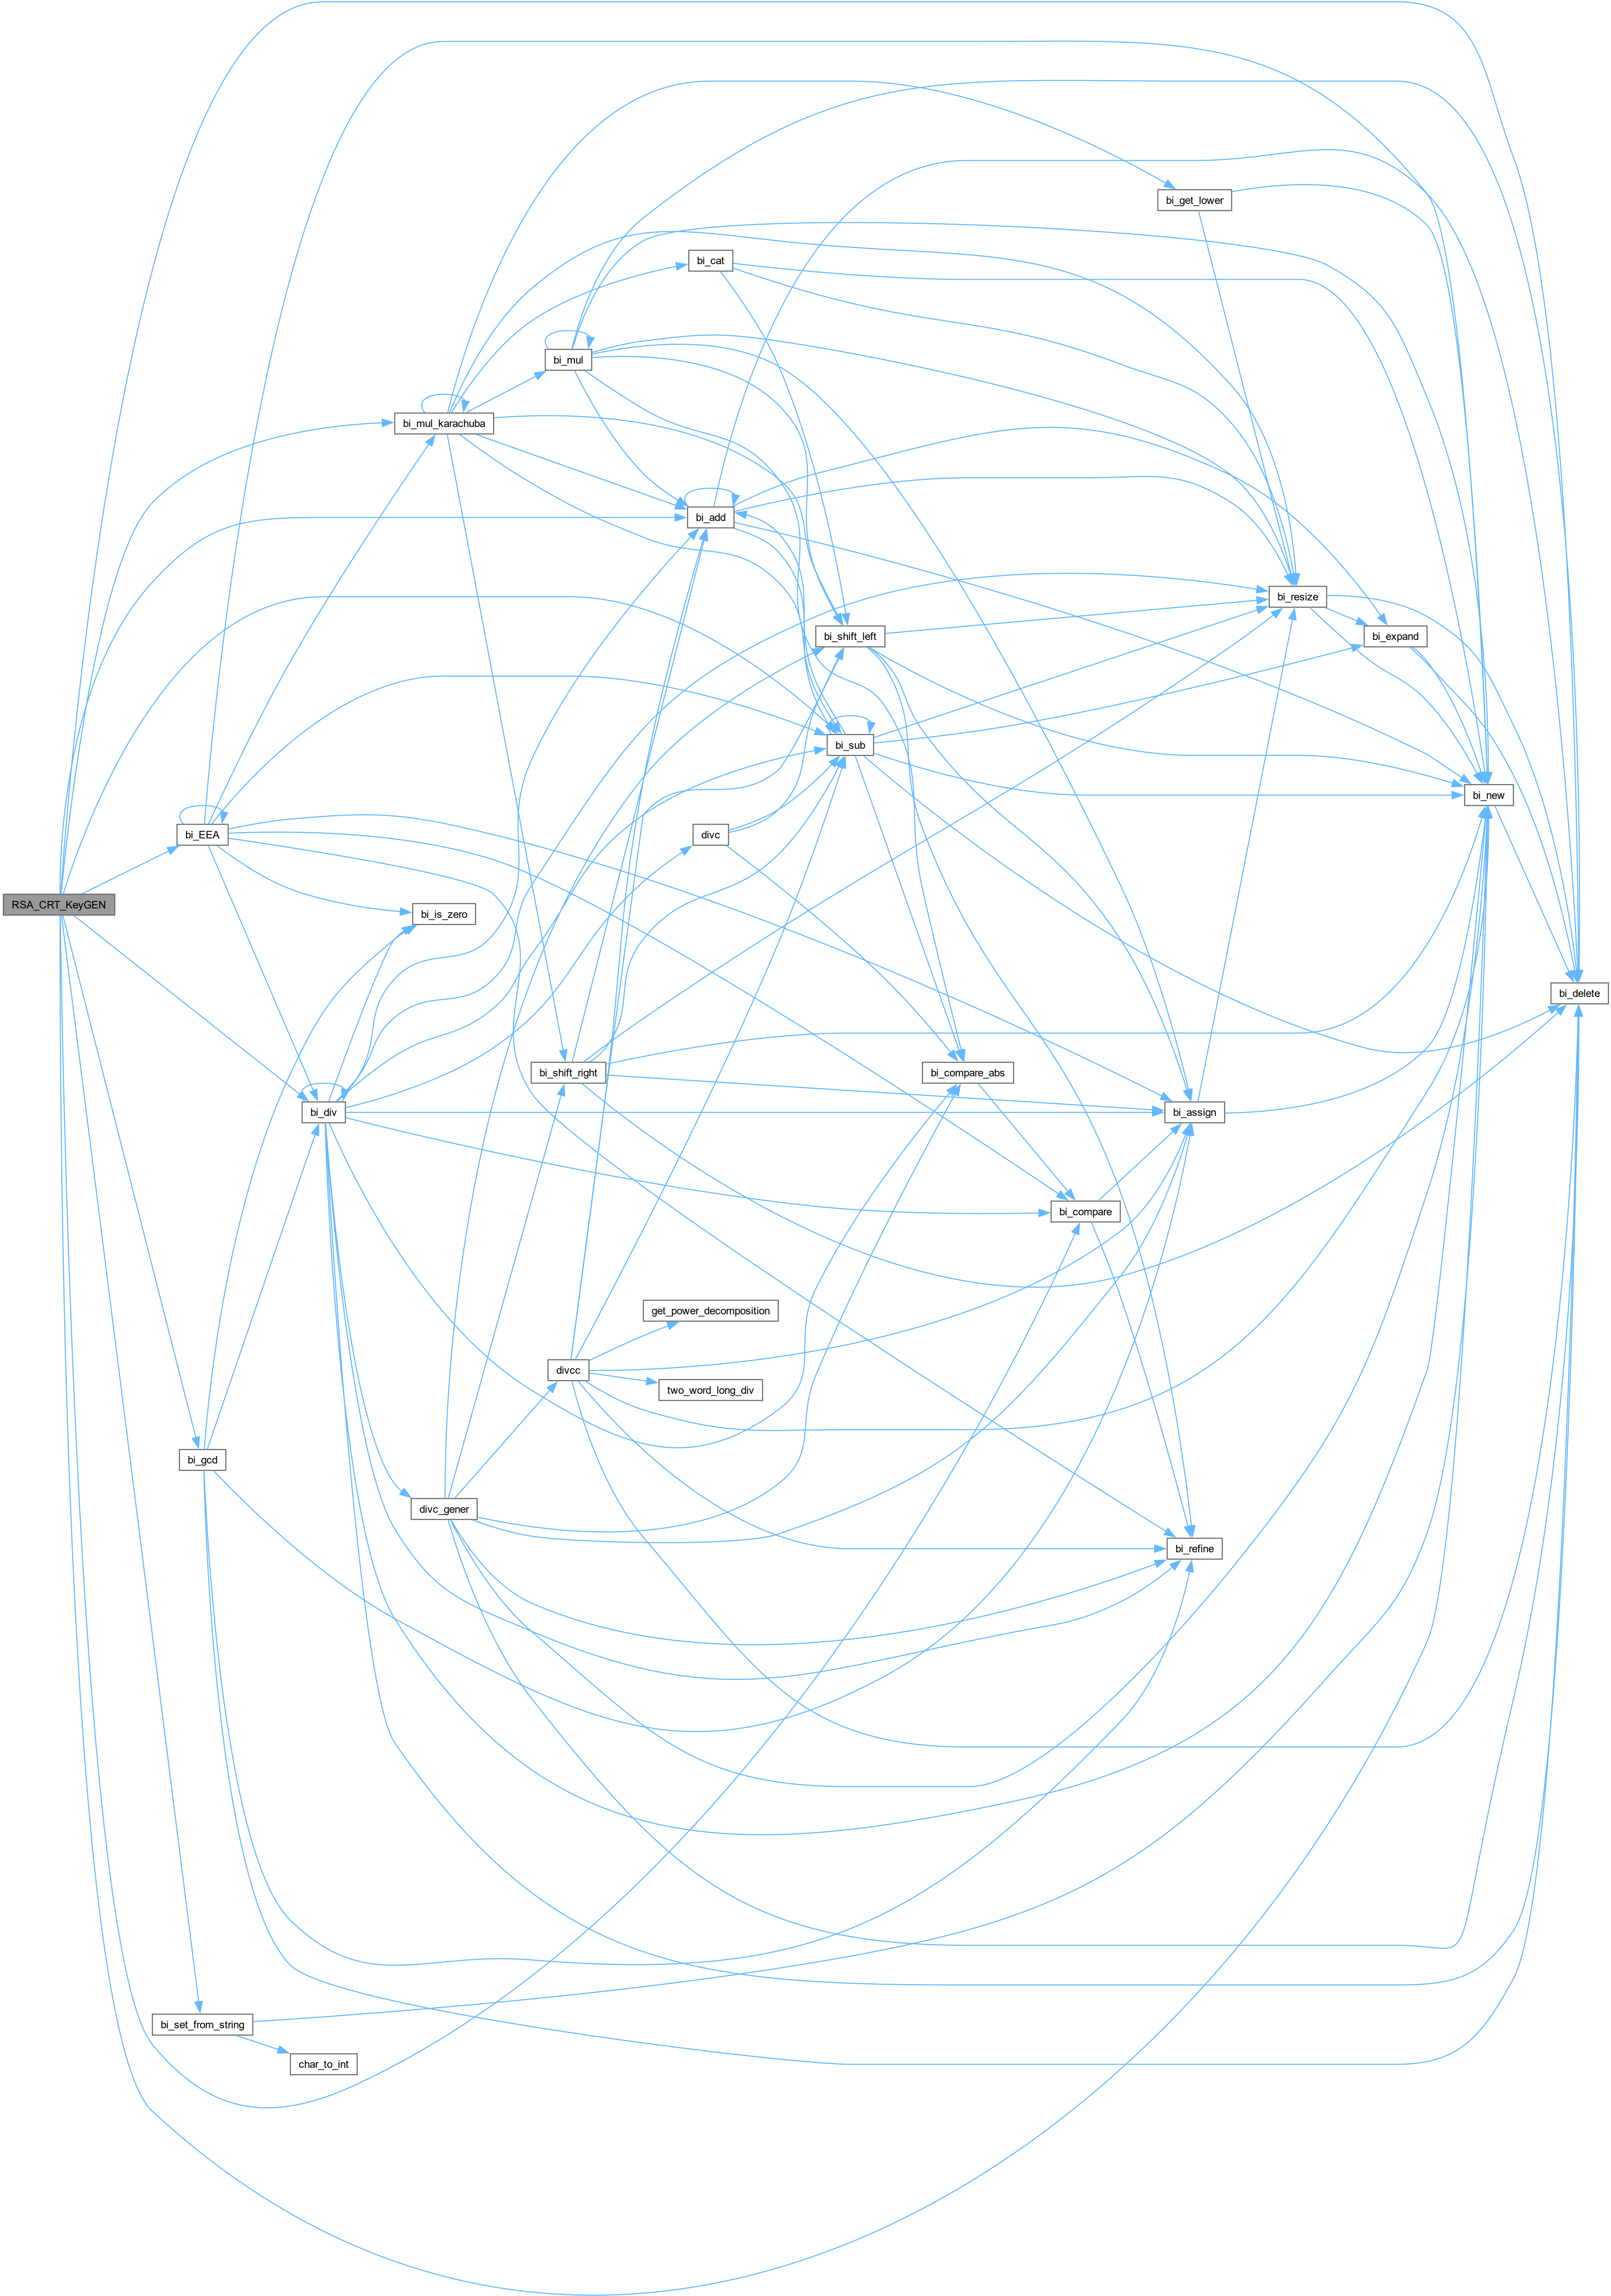 bi_get_lower
bi_cat
bi_mul
bi_mul_karachuba
bi_add
bi_resize
bi_shift_left
bi_expand
bi_sub
bi_new
bi_EEA
divc
RSA_CRT_KeyGEN
bi_is_zero
bi_delete
bi_shift_right
bi_compare_abs
bi_div
bi_assign
bi_compare
get_power_decomposition
divcc
two_word_long_div
bi_gcd
divc_gener
bi_refine
bi_set_from_string
char_to_int